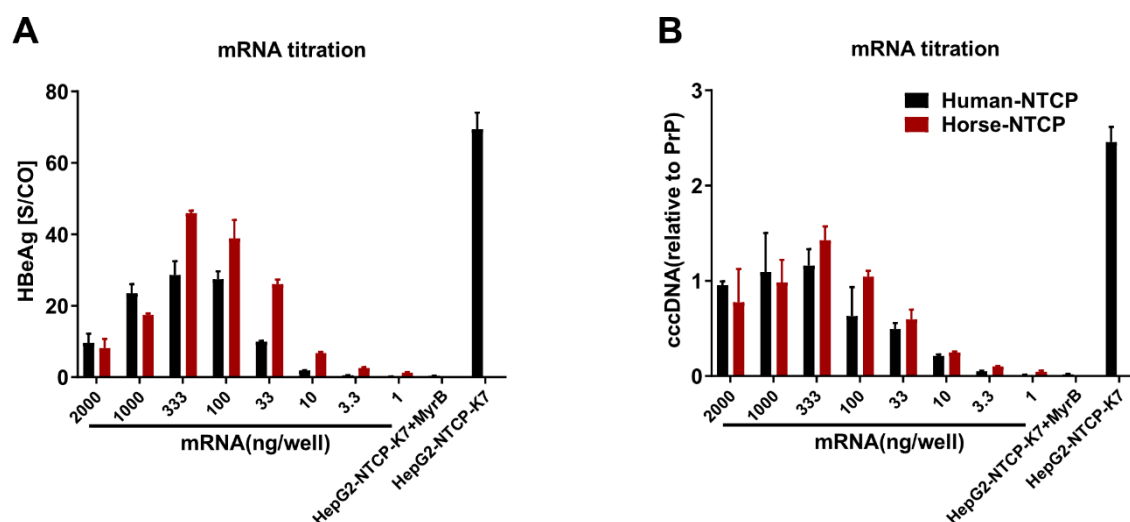 A
mRNA titration
HBeAg [S/CO]
80
60
40
20
0
2000
1000
333
100
33
10
3.3
1
HepG2-NTCP-K7+MyrB
HepG2-NTCP-K7
mRNA(ng/well)
B
mRNA titration
Human-NTCP
Horse-NTCP
cccDNA(relative to PrP)
3
2
1
0
2000
1000
333
100
33
10
3.3
1
HepG2-NTCP-K7+MyrB
HepG2-NTCP-K7
mRNA(ng/well)